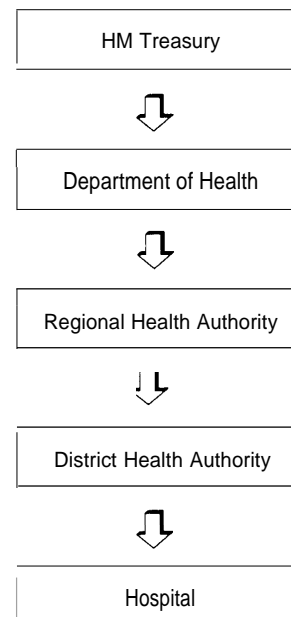 HM Treasury
Department of Health
Regional Health Authority
District Health Authority
Hospital